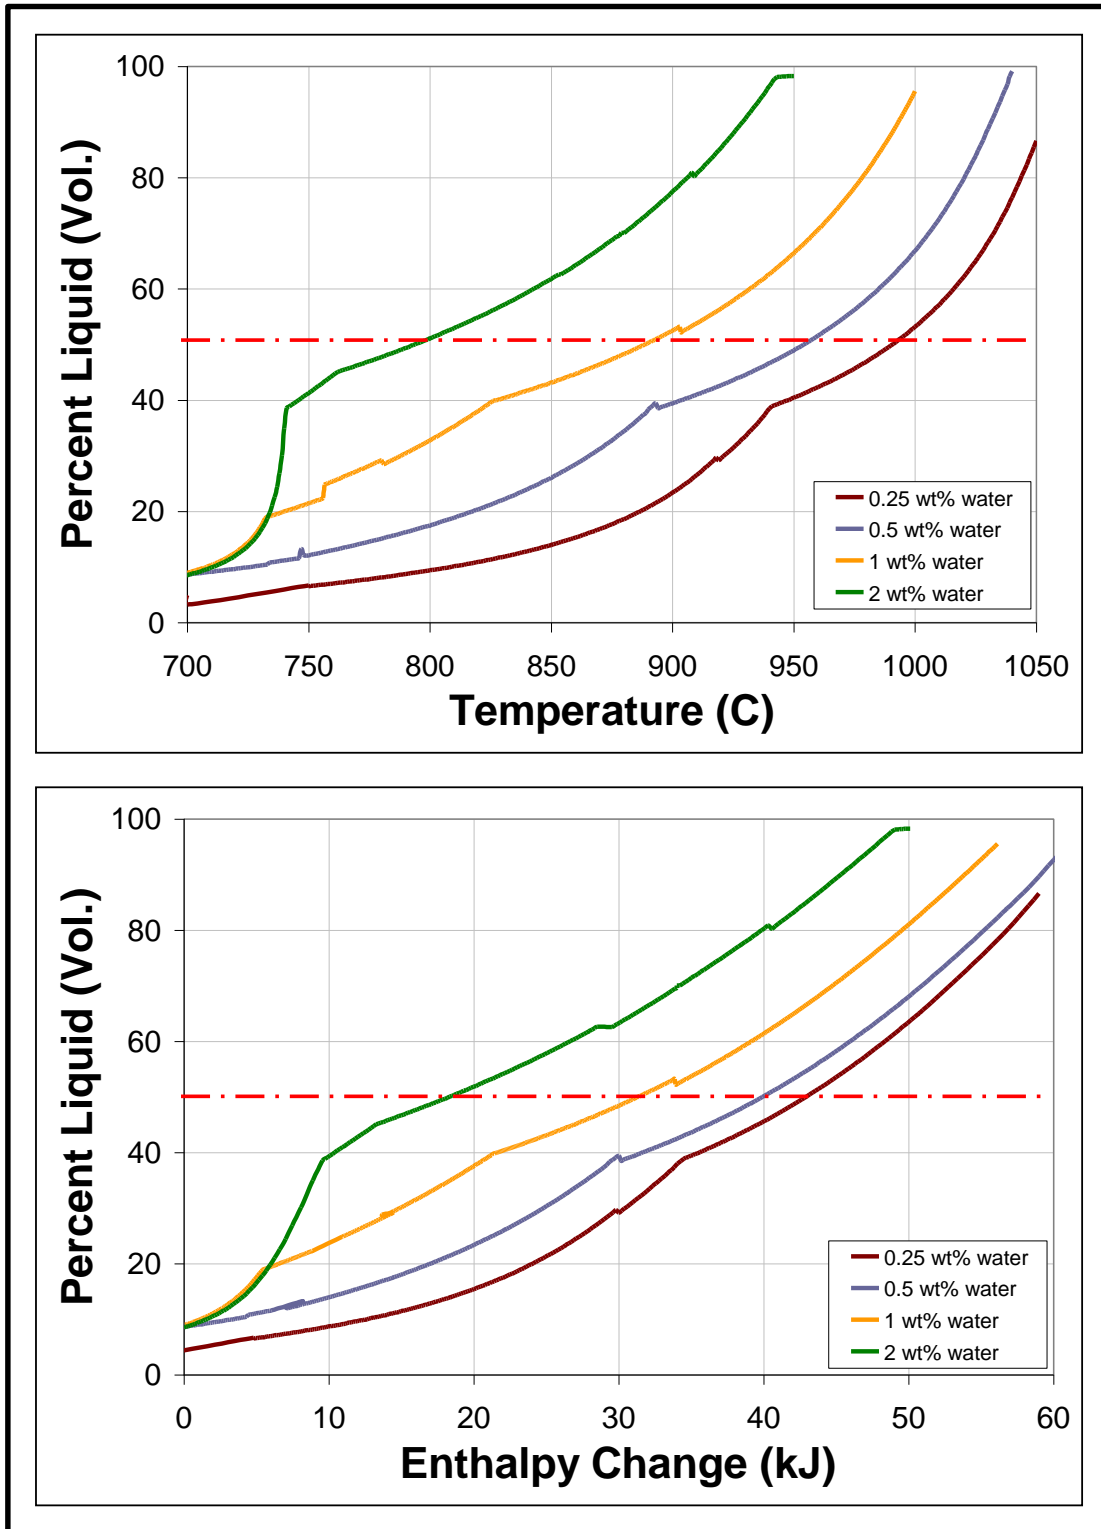 100
80
60
40
20
0
Percent Liquid (Vol.)
700 750 800 850 900 950 1000 1050
Temperature (C)
0.25 wt% water
0.5 wt% water
1 wt% water
2 wt% water
100
80
60
40
20
0
Percent Liquid (Vol.)
0 10 20 30 40 50 60
Enthalpy Change (kJ)
0.25 wt% water
0.5 wt% water
1 wt% water
2 wt% water